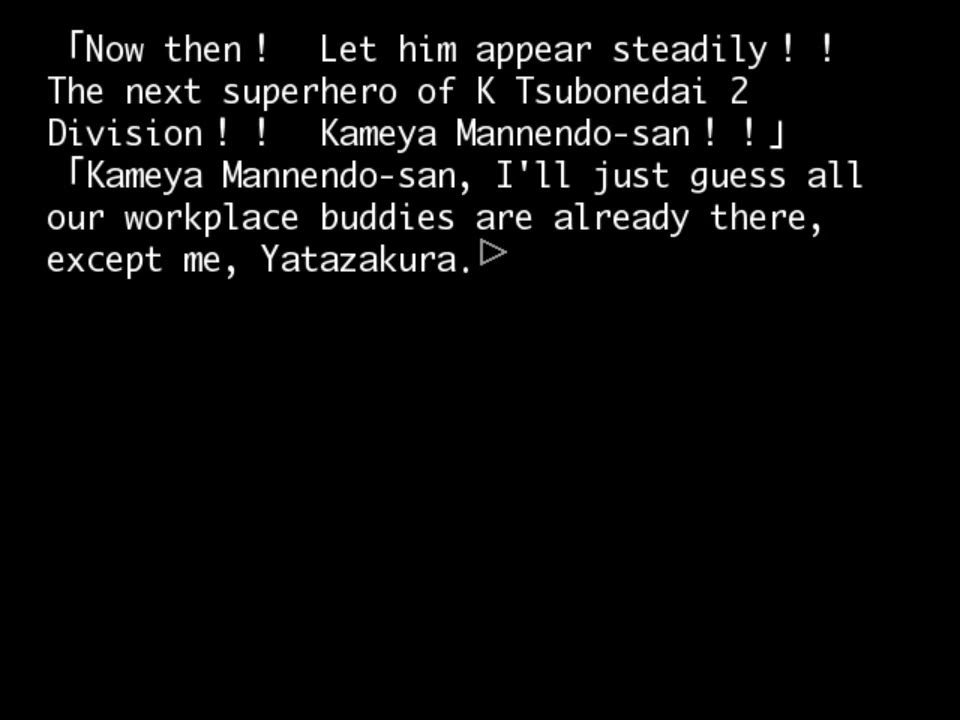 「Now then！　Let him appear steadily！！
The next superhero of K Tsubonedai 2
Division！！　Kameya Mannendo-san！！」
「Kameya Mannendo-san, I'll just guess all
our workplace buddies are already there,
except me, Yatazakura.